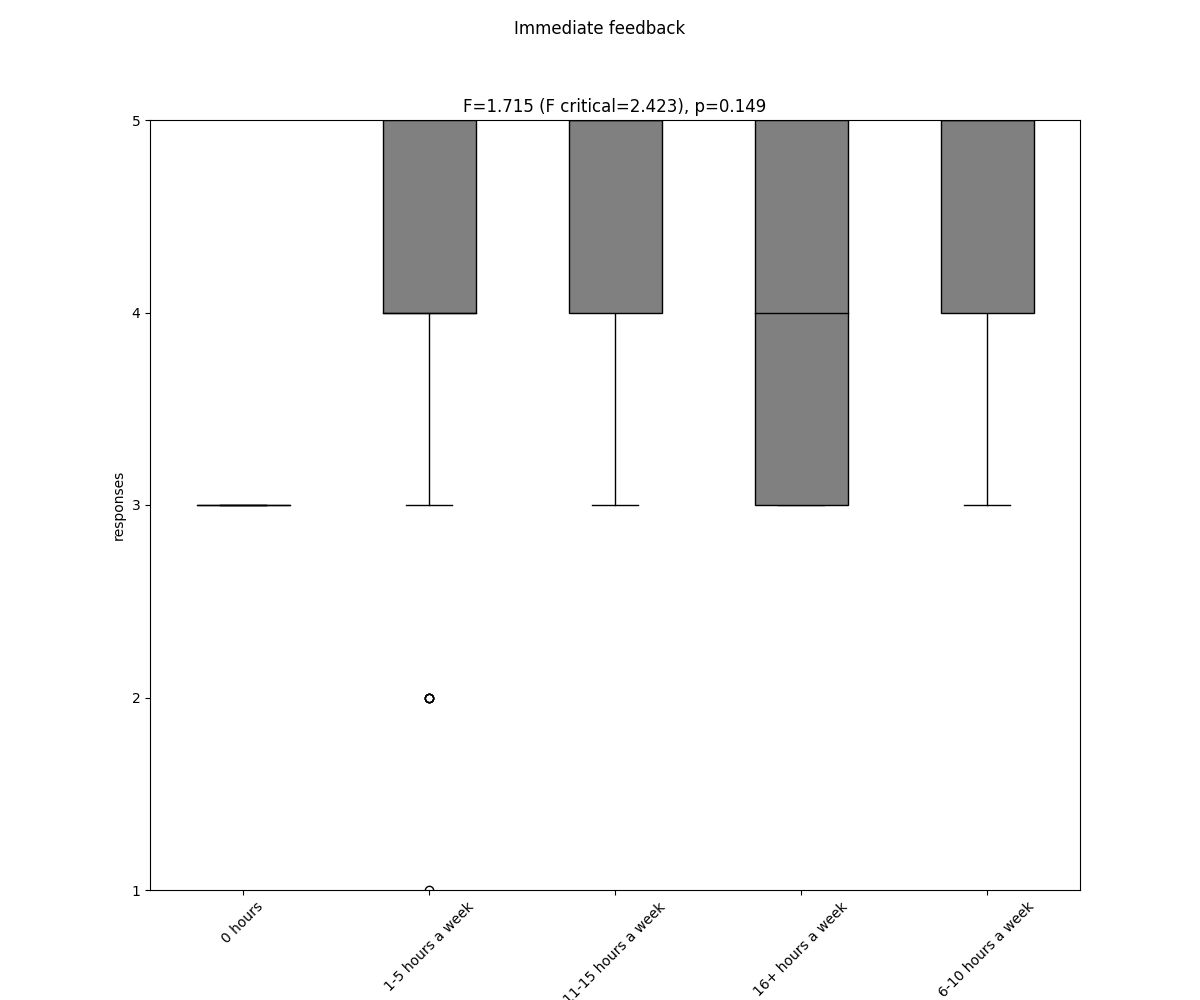 Immediate feedback
F=1.715 (F critical=2.423), p=0.149
5
4
3
2
1
responses
0 hours
1-5 hours a week
11-15 hours a week
16+ hours a week
6-10 hours a week